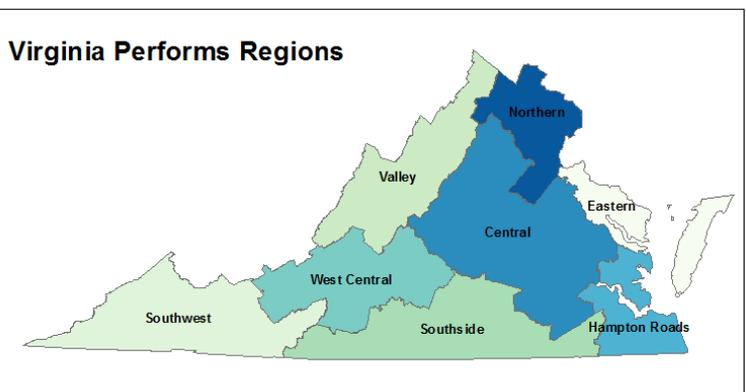 Virginia Performs Regions
Northern
Valley
Eastern
Central
West Central
Southwest
Southside
Hampton Roads